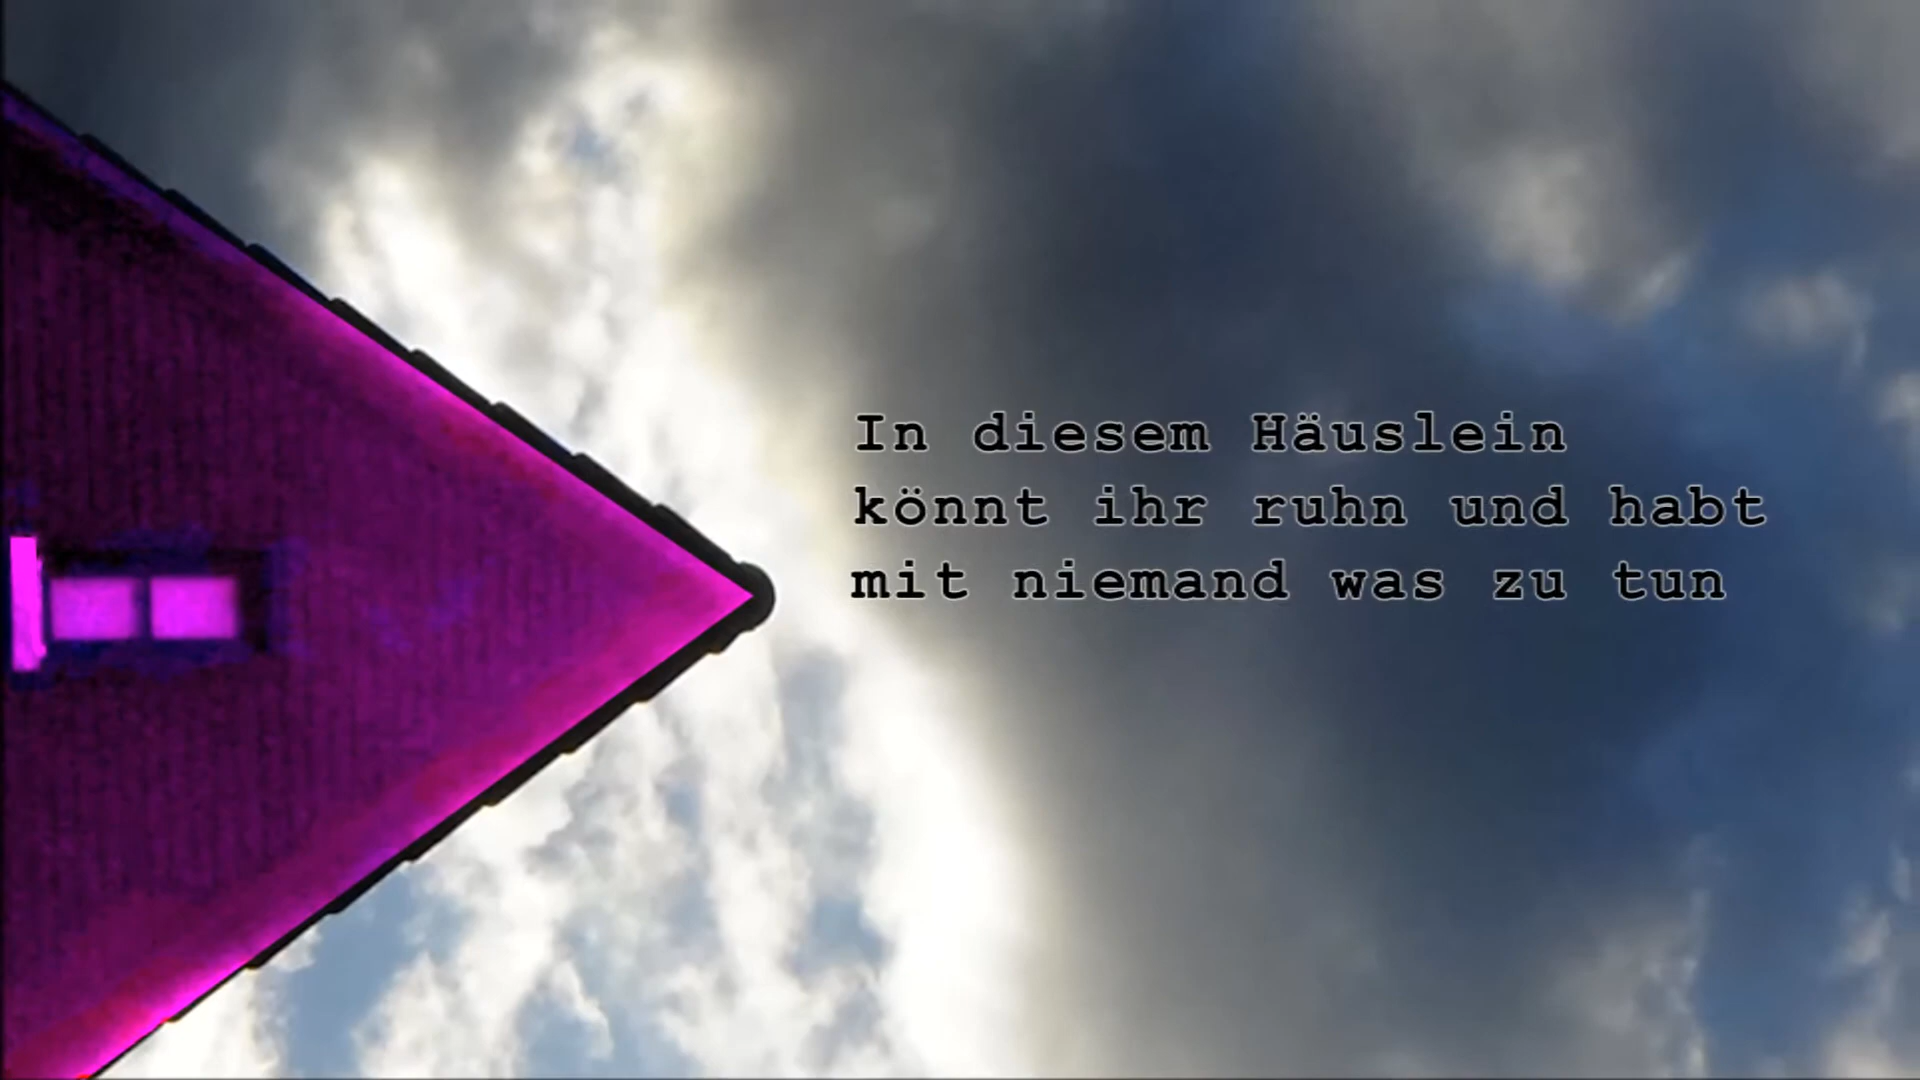 In diesem Häuslein
könnt ihr ruhn und habt
mit niemand was zu tun